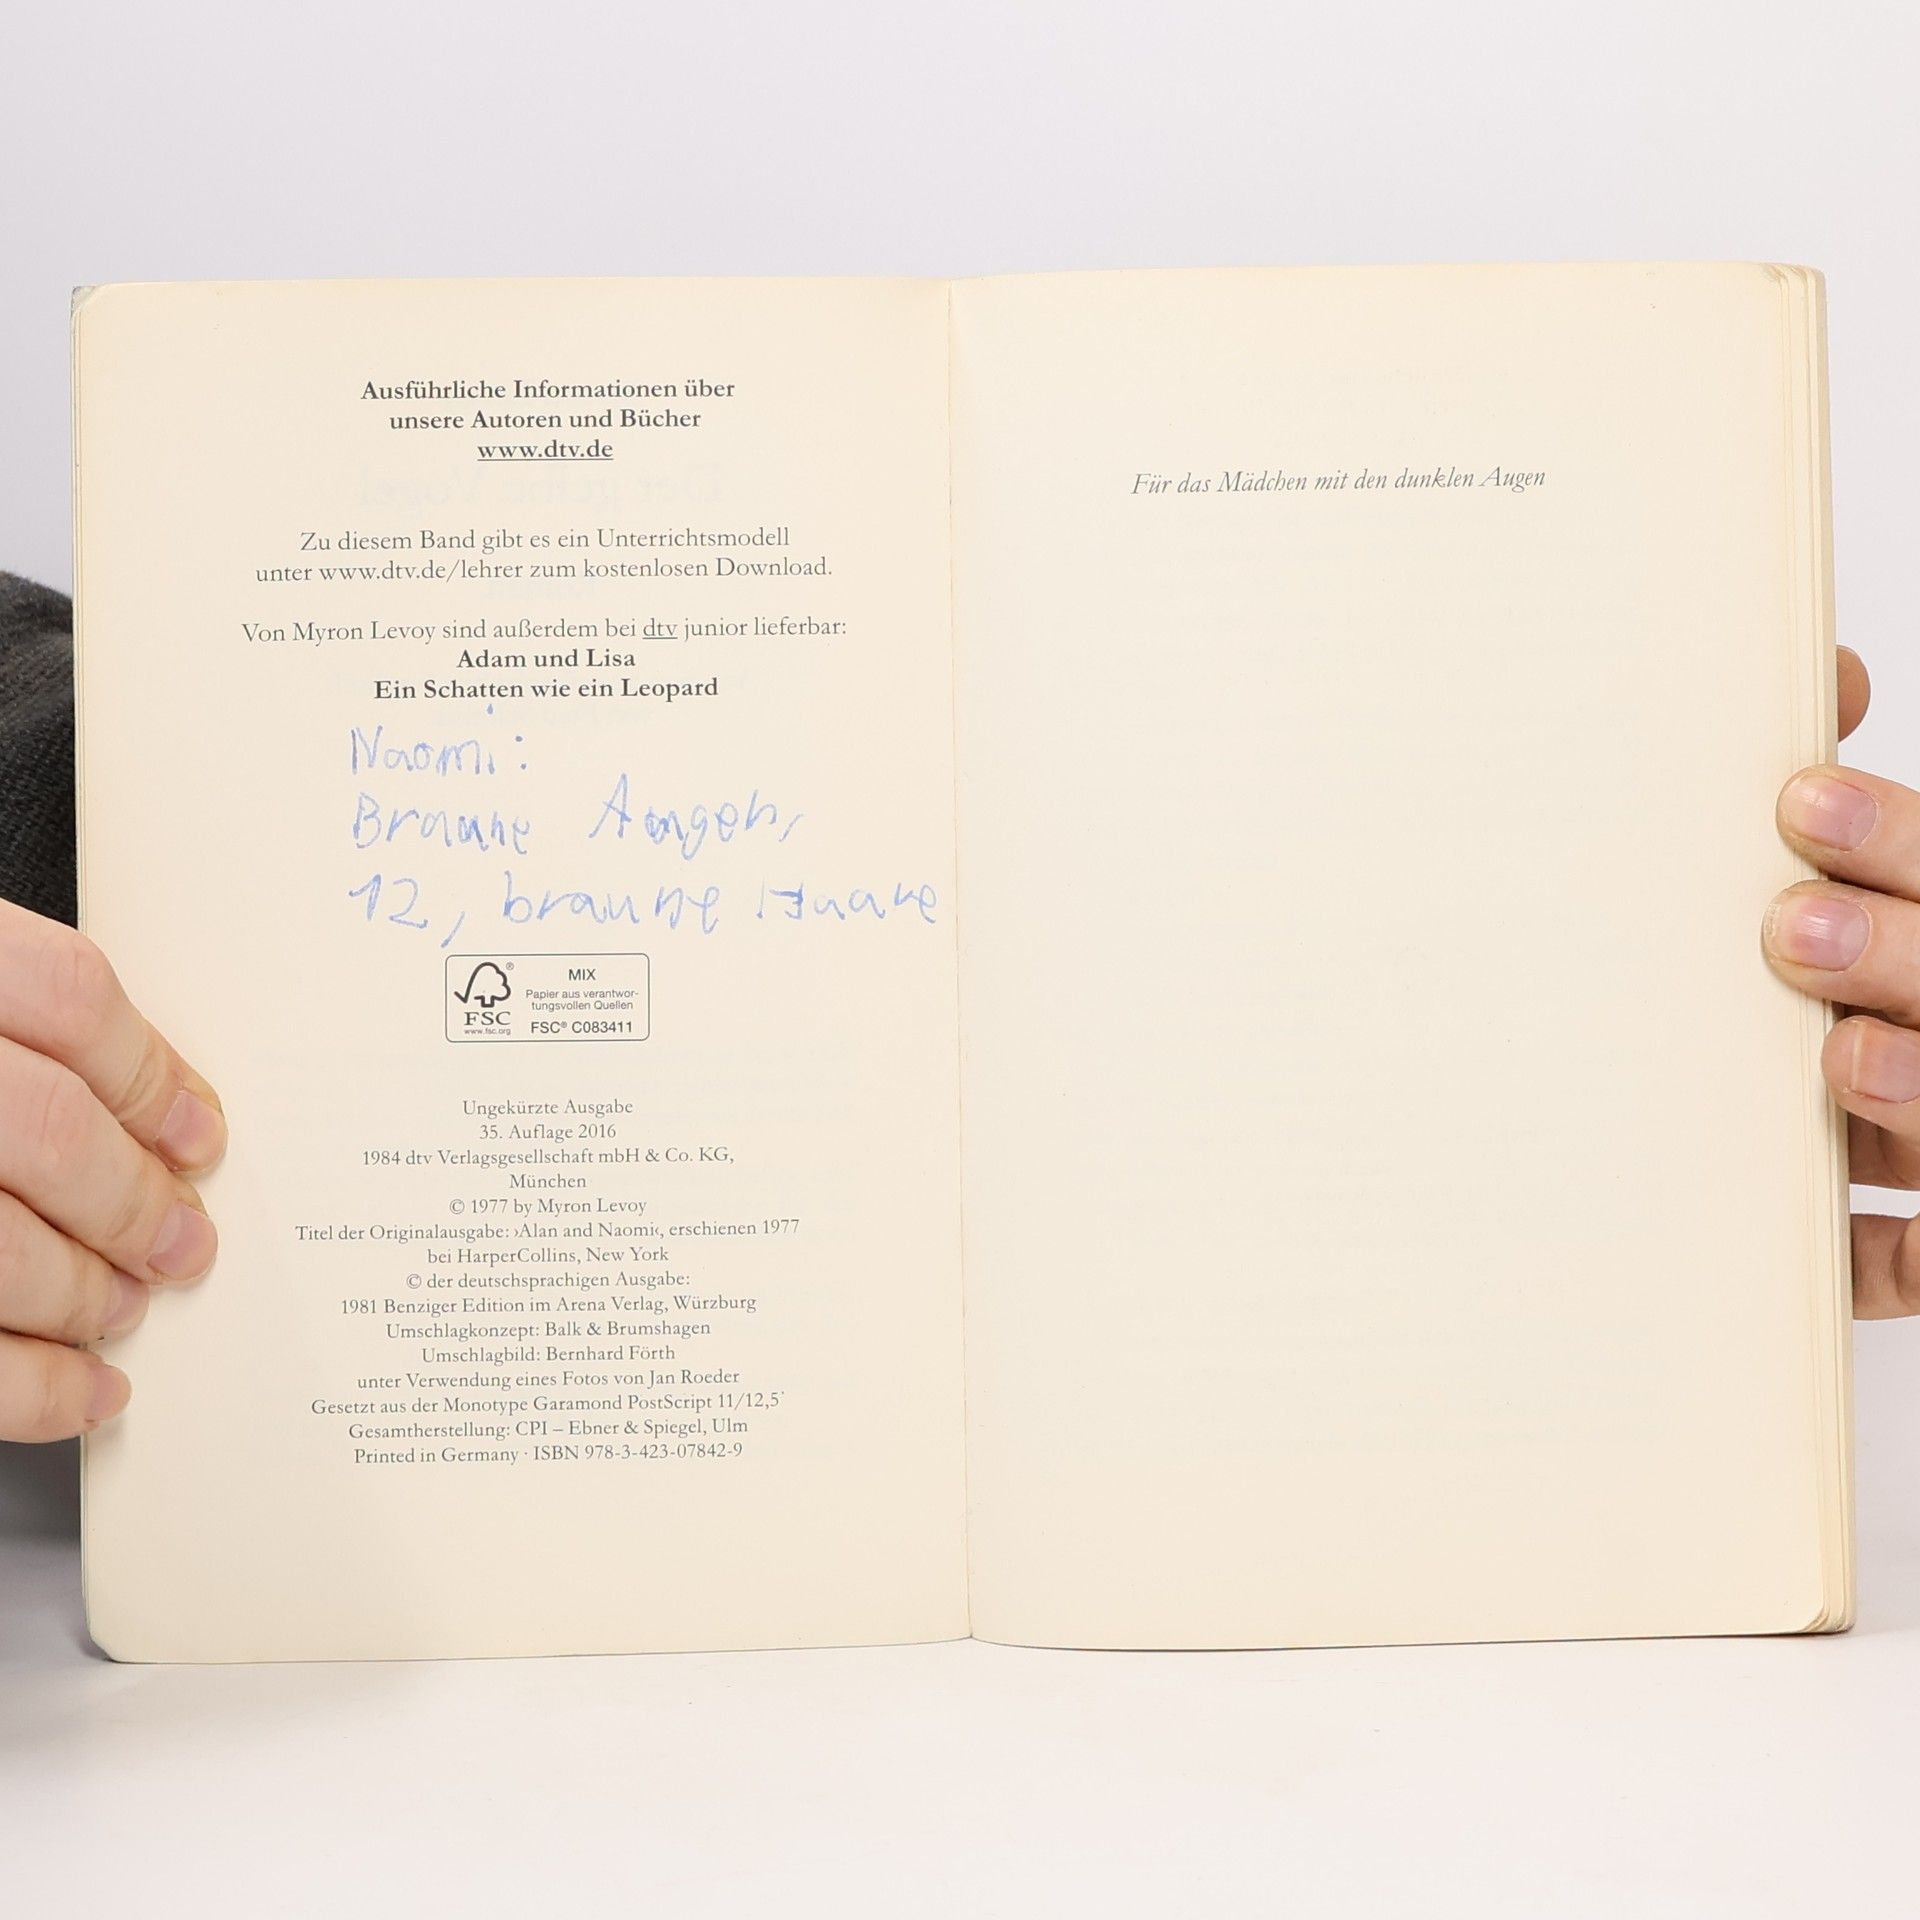 Ausführliche Informationen über
unsere Autoren und Bücher
www.dtv.de
Zu diesem Band gibt es ein Unterrichtsmodell
unter www.dtv.de/lehrer zum kostenlosen Download.
Von Myron Levoy sind außerdem bei dtv junior lieferbar:
Adam und Lisa
Ein Schatten wie ein Leopard
Naomi:
Braune Augen,
12, braune Haare
FSC®
www.fsc.org
MIX
Papier aus verantwor-
tungsvollen Quellen
FSC® C083411
Ungekürzte Ausgabe
35. Auflage 2016
1984 dtv Verlagsgesellschaft mbH & Co. KG,
München
© 1977 by Myron Levoy
Titel der Originalausgabe: ›Alan and Naomi‹, erschienen 1977
bei HarperCollins, New York
© der deutschsprachigen Ausgabe:
1981 Benziger Edition im Arena Verlag, Würzburg
Umschlagkonzept: Balk & Brumshagen
Umschlagbild: Bernhard Förth
unter Verwendung eines Fotos von Jan Roeder
Gesetzt aus der Monotype Garamond PostScript 11/12,5˙
Gesamtherstellung: CPI – Ebner & Spiegel, Ulm
Printed in Germany · ISBN 978-3-423-07842-9
Für das Mädchen mit den dunklen Augen